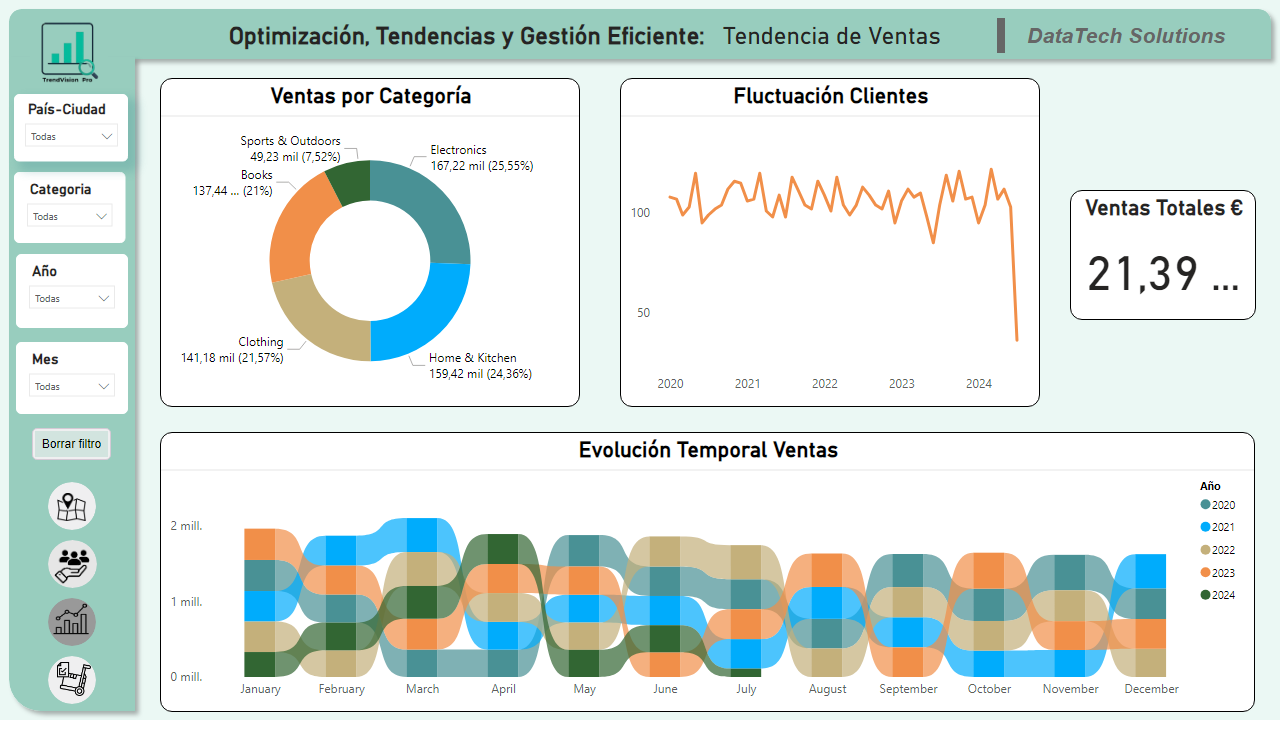 Optimización, Tendencias y Gestión Eficiente: Tendencia de Ventas
DataTech Solutions
TrendVision Pro
País-Ciudad
Todas
Categoria
Todas
Año
Todas
Mes
Todas
Borrar filtro
Ventas por Categoría
Sports & Outdoors
49,23 mil (7,52%)
Books
137,44 ... (21%)
Electronics
167,22 mil (25,55%)
Clothing
141,18 mil (21,57%)
Home & Kitchen
159,42 mil (24,36%)
Fluctuación Clientes
100
50
2020 2021 2022 2023 2024
Ventas Totales €
21,39 ...
Evolución Temporal Ventas
2 mill.
1 mill.
0 mill.
January February March April May June July August September October November December
Año
2020
2021
2022
2023
2024